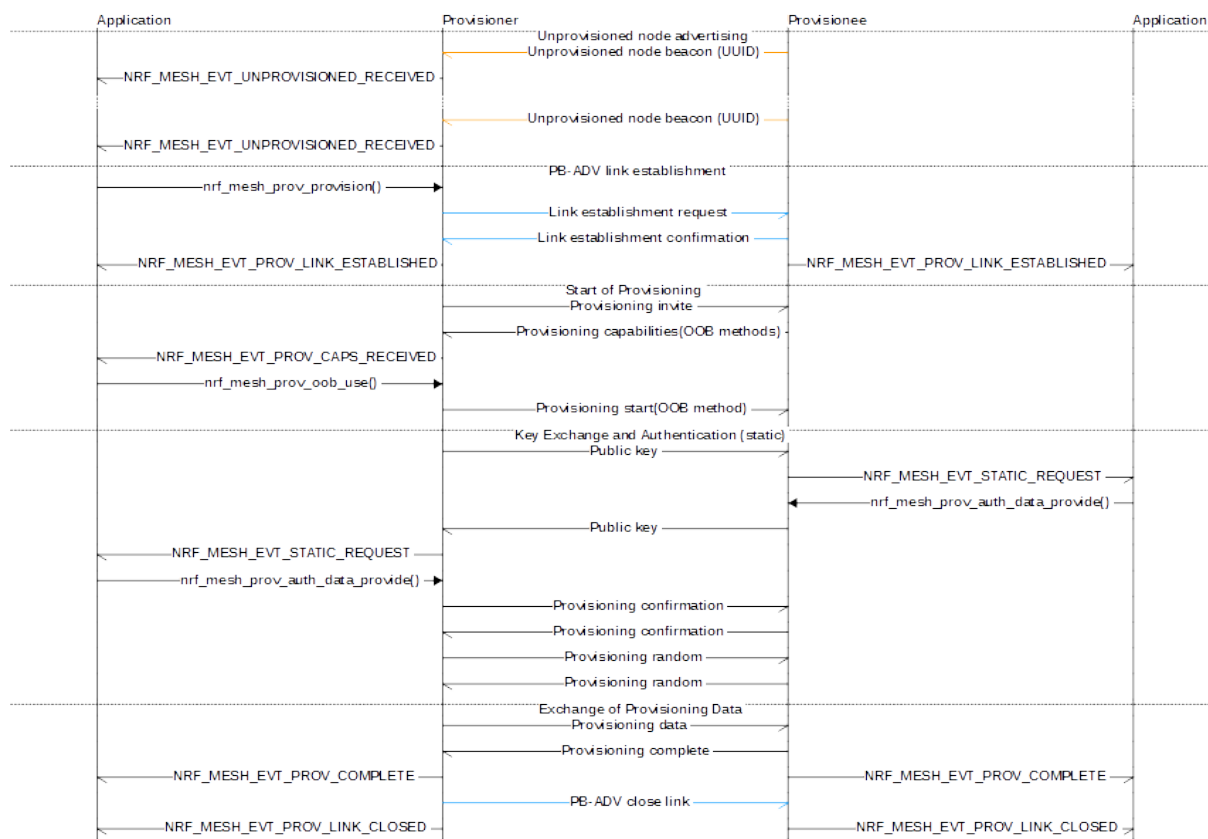 Application Provisioner Provisionee Application
Unprovisioned node advertising
Unprovisioned node beacon (UUID)
NRF_MESH_EVT_UNPROVISIONED_RECEIVED
Unprovisioned node beacon (UUID)
NRF_MESH_EVT_UNPROVISIONED_RECEIVED
PB-ADV link establishment
nrf_mesh_prov_provision()
Link establishment request
Link establishment confirmation
NRF_MESH_EVT_PROV_LINK_ESTABLISHED NRF_MESH_EVT_PROV_LINK_ESTABLISHED
Start of Provisioning
Provisioning invite
Provisioning capabilities(OOB methods)
NRF_MESH_EVT_PROV_CAPS_RECEIVED
nrf_mesh_prov_oob_use()
Provisioning start(OOB method)
Key Exchange and Authentication (static)
Public key
NRF_MESH_EVT_STATIC_REQUEST
nrf_mesh_prov_auth_data_provide()
Public key
NRF_MESH_EVT_STATIC_REQUEST
nrf_mesh_prov_auth_data_provide()
Provisioning confirmation
Provisioning confirmation
Provisioning random
Provisioning random
Exchange of Provisioning Data
Provisioning data
Provisioning complete
NRF_MESH_EVT_PROV_COMPLETE NRF_MESH_EVT_PROV_COMPLETE
PB-ADV close link
NRF_MESH_EVT_PROV_LINK_CLOSED NRF_MESH_EVT_PROV_LINK_CLOSED